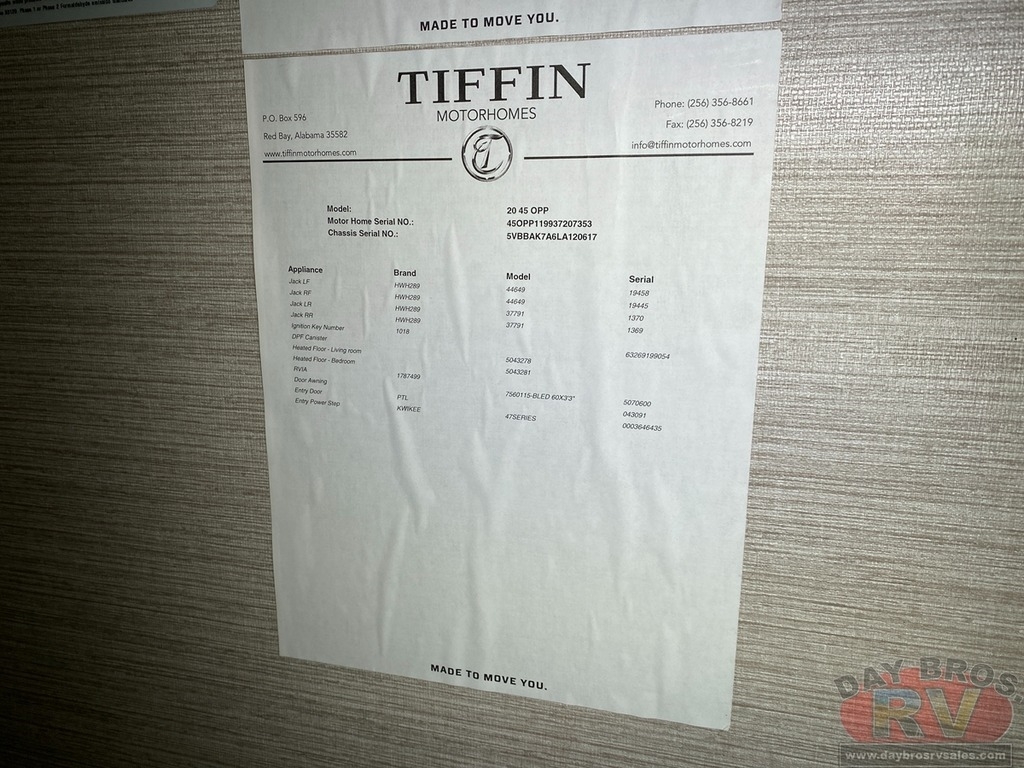 MADE TO MOVE YOU.
TIFFIN
MOTORHOMES
P.O. Box 596
Red Bay, Alabama 35582
www.tiffinmotorhomes.com
Phone: (256) 356-8661
Fax: (256) 356-8219
info@tiffinmotorhomes.com
T
Model: 20 45 OPP
Motor Home Serial NO.: 45OPP119937207353
Chassis Serial NO.: 5VBBAK7A6LA120617
Appliance Brand Model Serial
Jack LF HWH289 44649 19458
Jack RF HWH289 44649 19445
Jack LR HWH289 37791 1370
Jack RR HWH289 37791 1369
Ignition Key Number 1018
DPF Canister 63269199054
Heated Floor - Living room 5043278
Heated Floor - Bedroom 5043281
RVIA 1787499
Door Awning 7560115-BLED 60X3'3" 5070600
Entry Door PTL 043091
Entry Power Step KWIKEE 47SERIES 0003646435
MADE TO MOVE YOU.
DAY BROS
RV
www.daybrosrvsales.com